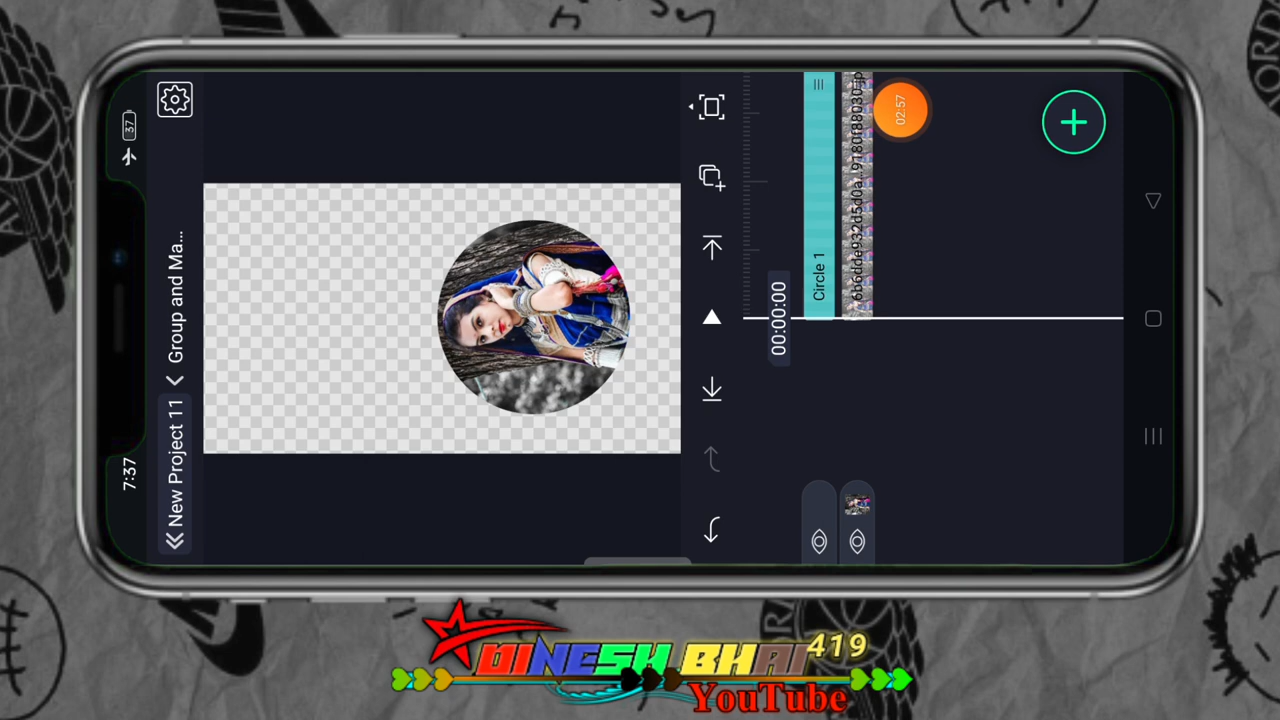 7:37
37
New Project 11
Group and Ma...
00:00:00
Circle 1
02:57
DINESH BHAI 419
YouTube